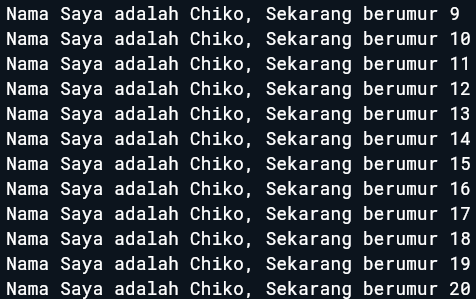 Nama Saya adalah Chiko, Sekarang berumur 9
Nama Saya adalah Chiko, Sekarang berumur 10
Nama Saya adalah Chiko, Sekarang berumur 11
Nama Saya adalah Chiko, Sekarang berumur 12
Nama Saya adalah Chiko, Sekarang berumur 13
Nama Saya adalah Chiko, Sekarang berumur 14
Nama Saya adalah Chiko, Sekarang berumur 15
Nama Saya adalah Chiko, Sekarang berumur 16
Nama Saya adalah Chiko, Sekarang berumur 17
Nama Saya adalah Chiko, Sekarang berumur 18
Nama Saya adalah Chiko, Sekarang berumur 19
Nama Saya adalah Chiko, Sekarang berumur 20